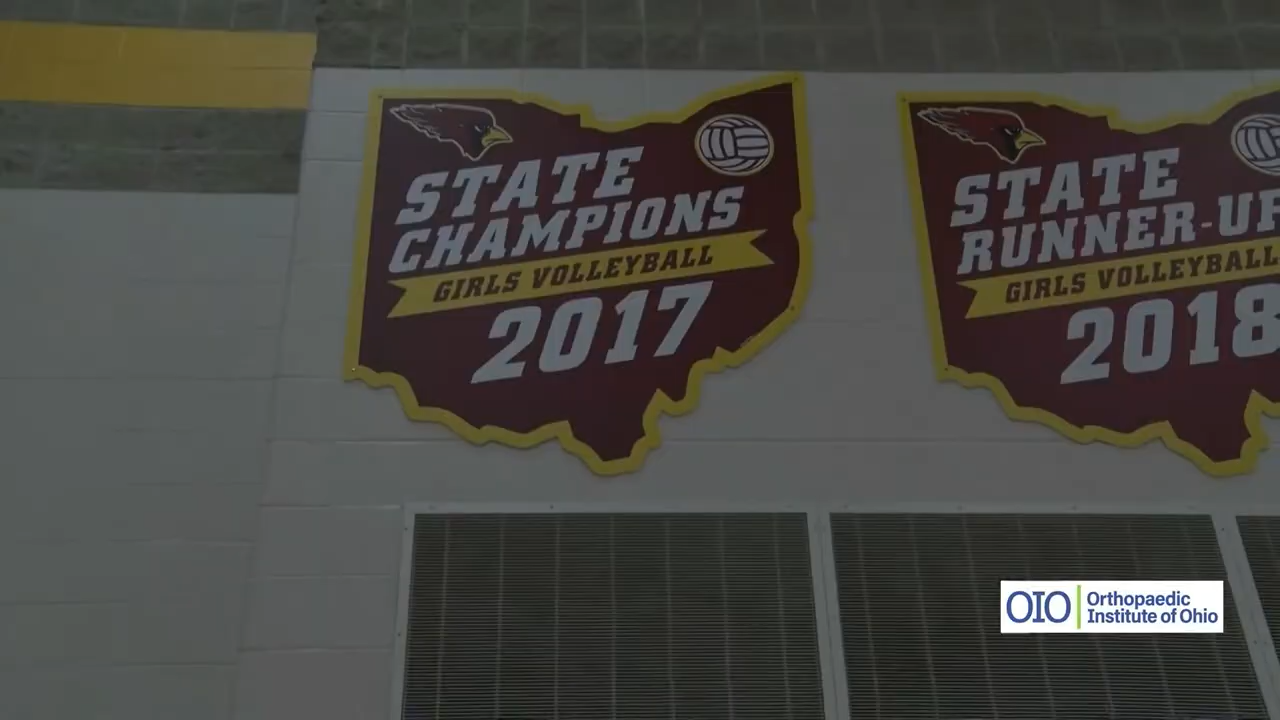 STATE
CHAMPIONS
GIRLS VOLLEYBALL
2017
STATE
RUNNER-UP
GIRLS VOLLEYBALL
2018
OIO Orthopaedic
Institute of Ohio